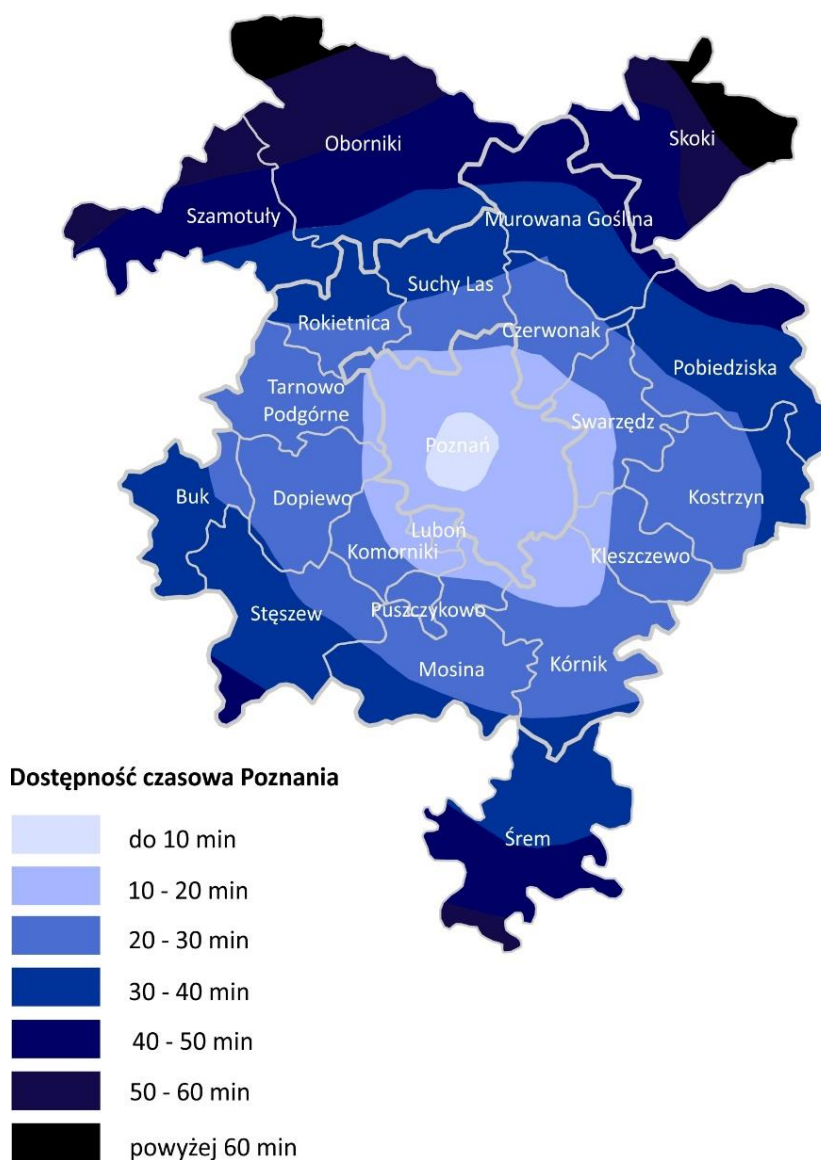 Oborniki
Skoki
Szamotuły
Murowana Goślina
Suchy Las
Rokietnica
Czerwonak
Pobiedziska
Tarnowo
Podgórne
Swarzędz
Poznań
Buk
Dopiewo
Kostrzyn
Luboń
Komorniki
Kleszczewo
Stęszew
Puszczykowo
Mosina
Kórnik
Śrem
Dostępność czasowa Poznania
do 10 min
10 - 20 min
20 - 30 min
30 - 40 min
40 - 50 min
50 - 60 min
powyżej 60 min